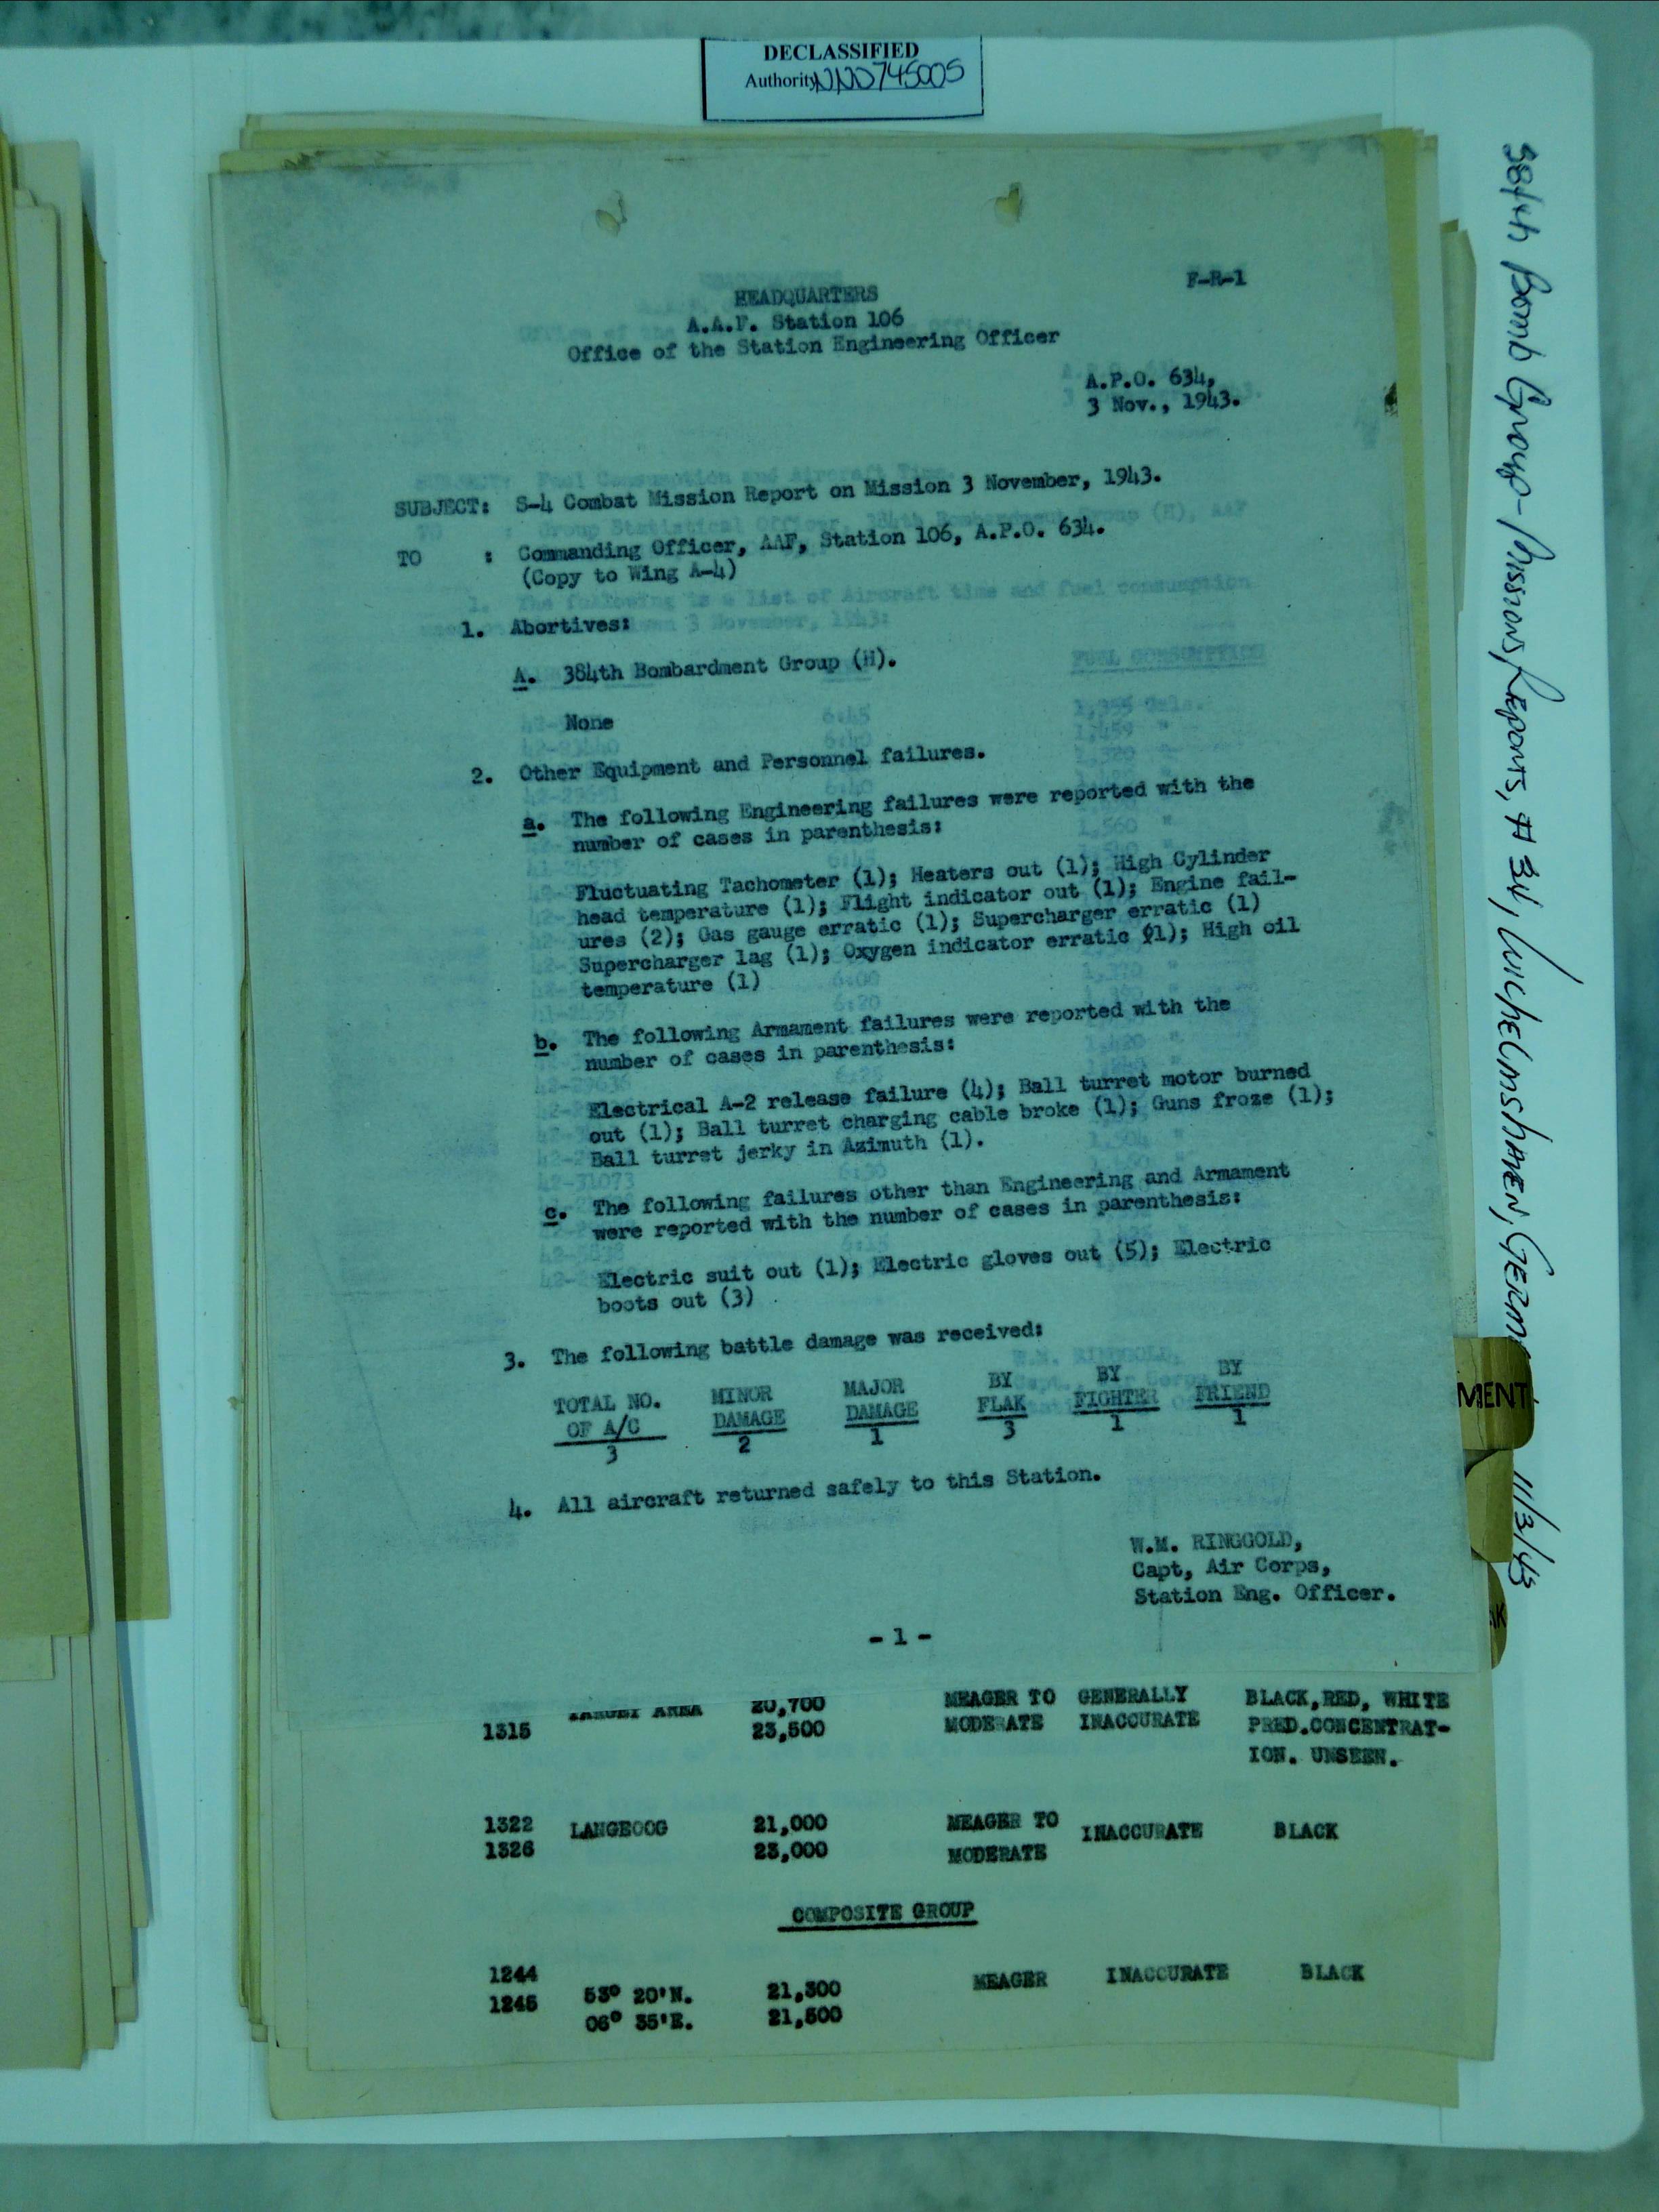 DECLASSIFIED
Authority NND745005
F-R-1
HEADQUARTERS
A.A.F. Station 106
Office of the Station Engineering Officer
A.P.O. 634,
3 Nov., 1943.
SUBJECT: S-4 Combat Mission Report on Mission 3 November, 1943.
TO : Commanding Officer, AAF, Station 106, A.P.O. 634.
(Copy to Wing A-4)
1. Abortives:
A. 384th Bombardment Group (H).
None
2. Other Equipment and Personnel failures.
a. The following Engineering failures were reported with the
number of cases in parenthesis:
Fluctuating Tachometer (1); Heaters out (1); High Cylinder
head temperature (1); Flight indicator out (1); Engine fail-
ures (2); Gas gauge erratic (1); Supercharger erratic (1)
Supercharger lag (1); Oxygen indicator erratic (1); High oil
temperature (1)
b. The following Armament failures were reported with the
number of cases in parenthesis:
Electrical A-2 release failure (4); Ball turret motor burned
out (1); Ball turret charging cable broke (1); Guns froze (1);
Ball turret jerky in Azimuth (1).
c. The following failures other than Engineering and Armament
were reported with the number of cases in parenthesis:
Electric suit out (1); Electric gloves out (5); Electric
boots out (3)
3. The following battle damage was received:
TOTAL NO. MINOR MAJOR BY BY BY
OF A/C DAMAGE DAMAGE FLAK FIGHTER FRIEND
3 2 1 3 1 1
4. All aircraft returned safely to this Station.
W.M. RINGGOLD,
Capt, Air Corps,
Station Eng. Officer.
- 1 -
TARGET AREA 20,700 MEAGER TO GENERALLY BLACK, RED, WHITE
1315 23,500 MODERATE INACCURATE PRED. CONCENTRAT-
ION. UNSEEN.
1322 LANGEOOG 21,000 MEAGER TO INACCURATE BLACK
1326 23,000 MODERATE
COMPOSITE GROUP
1244 53° 20'N. 21,300 MEAGER INACCURATE BLACK
1245 06° 35'E. 21,500
384th Bomb Group - Mission Reports, # 34, Wilhelmshaven, Germ 11/3/43
MENT
AK